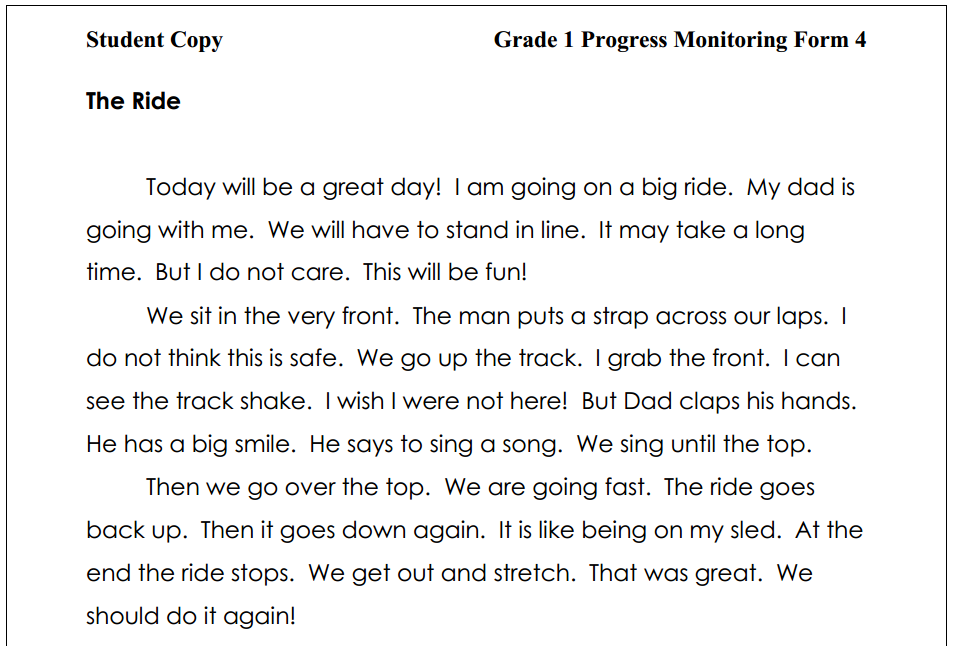 Student Copy Grade 1 Progress Monitoring Form 4
The Ride
Today will be a great day!  I am going on a big ride.  My dad is
going with me.  We will have to stand in line.  It may take a long
time.  But I do not care.  This will be fun!
We sit in the very front.  The man puts a strap across our laps.  I
do not think this is safe.  We go up the track.  I grab the front.  I can
see the track shake.  I wish I were not here!  But Dad claps his hands.
He has a big smile.  He says to sing a song.  We sing until the top.
Then we go over the top.  We are going fast.  The ride goes
back up.  Then it goes down again.  It is like being on my sled.  At the
end the ride stops.  We get out and stretch.  That was great.  We
should do it again!